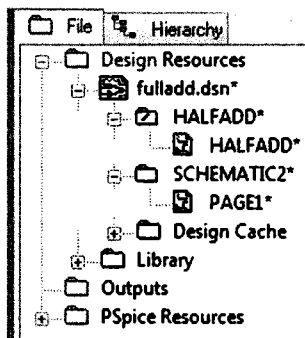 File Hierarchy
Design Resources
fulladd.dsn*
HALFADD*
HALFADD*
SCHEMATIC2*
PAGE1*
Design Cache
Library
Outputs
PSpice Resources